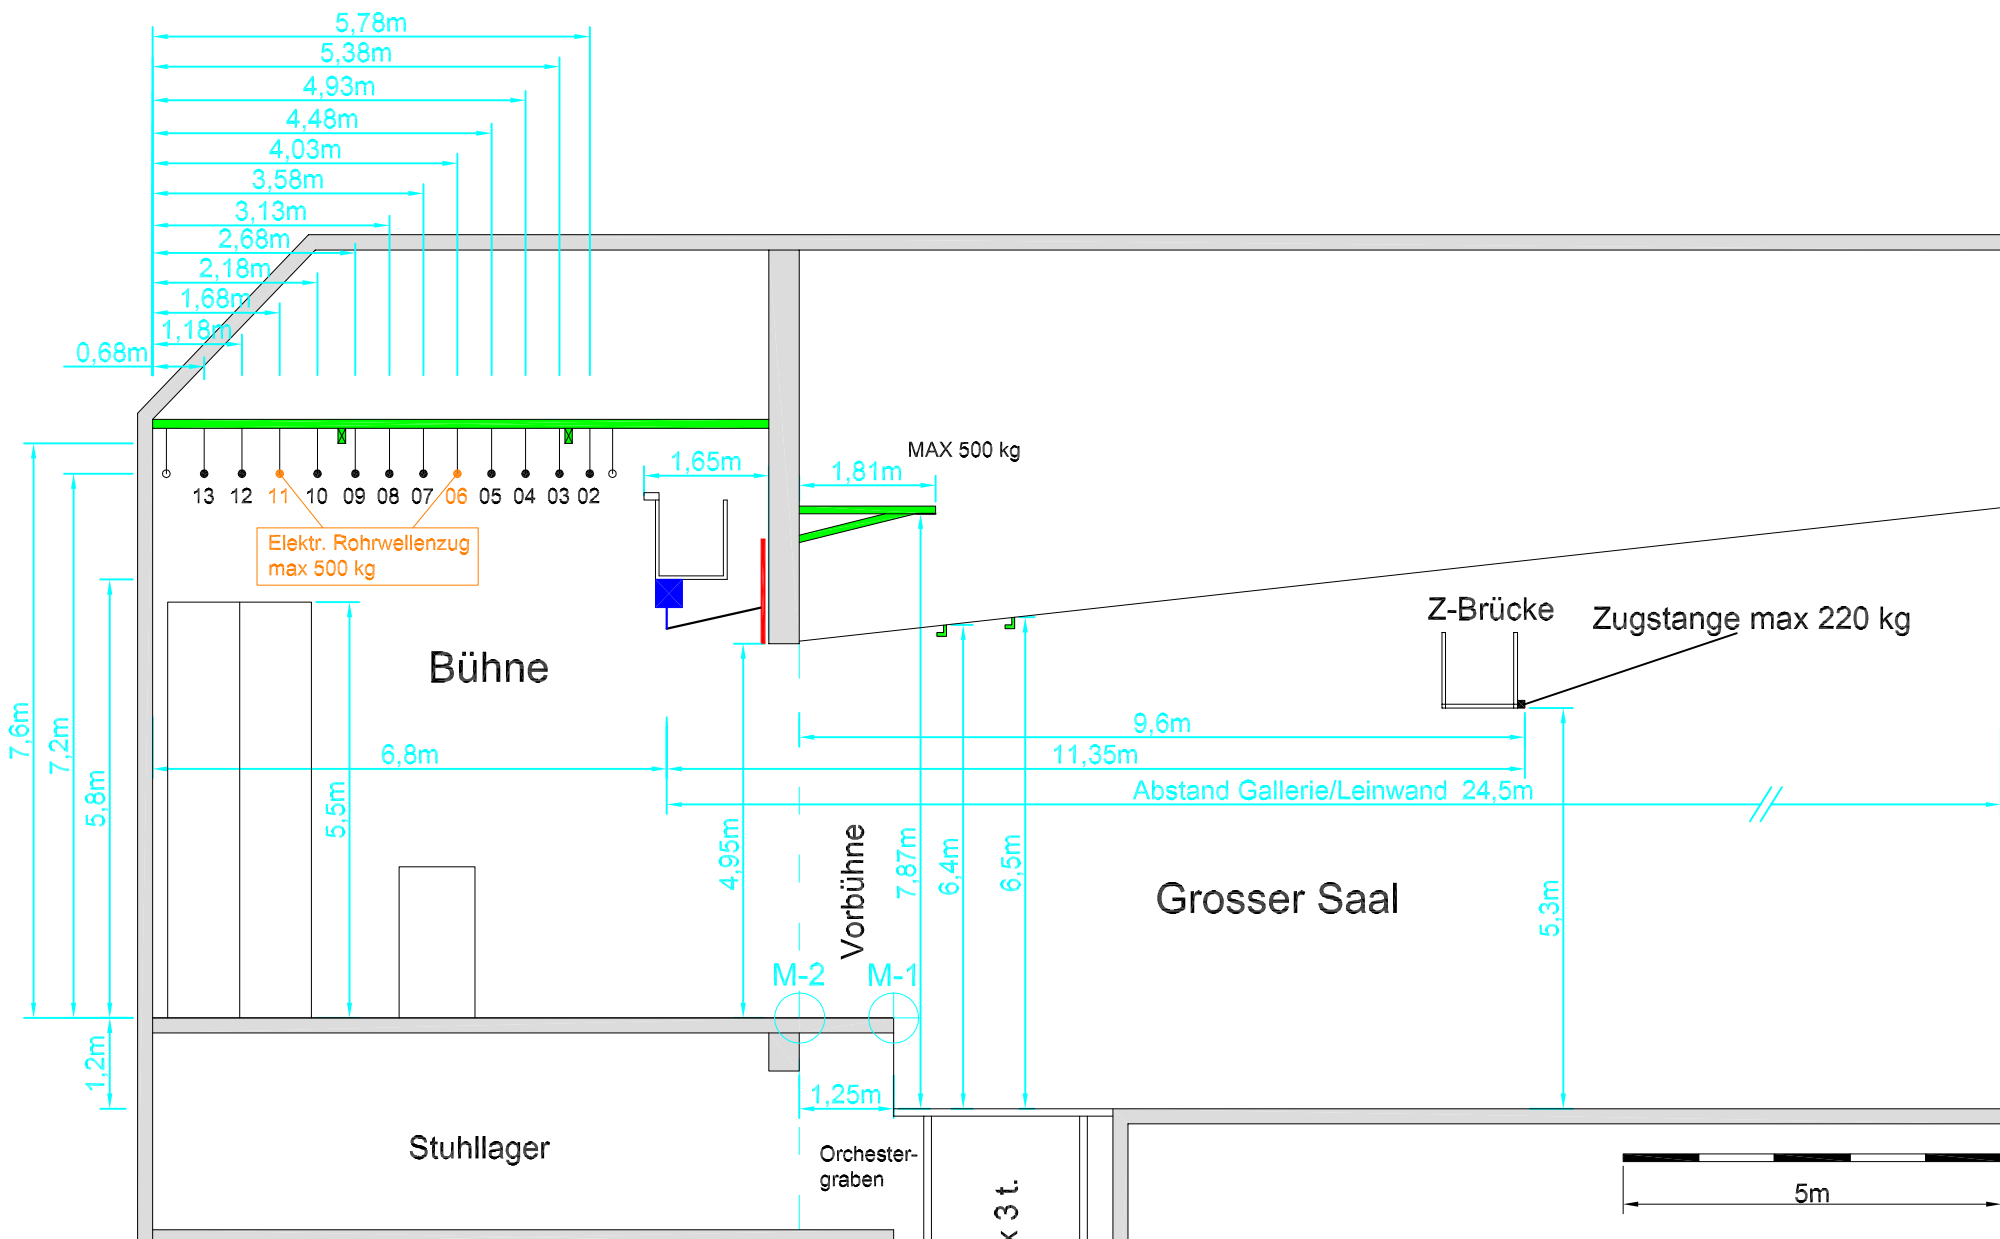 5,78m
5,38m
4,93m
4,48m
4,03m
3,58m
3,13m
2,68m
2,18m
1,68m
1,18m
0,68m
MAX 500 kg
1,65m
1,81m
13 12 11 10 09 08 07 06 05 04 03 02
Elektr. Rohrwellenzug
max 500 kg
Z-Brücke
Zugstange max 220 kg
Bühne
7,6m
7,2m
5,8m
5,5m
6,8m
9,6m
11,35m
Abstand Gallerie/Leinwand 24,5m
4,95m
Vorbühne
7,87m
6,4m
6,5m
Grosser Saal
5,3m
M-2
M-1
1,2m
1,25m
Stuhllager
Orchester-
graben
x 3 t.
5m